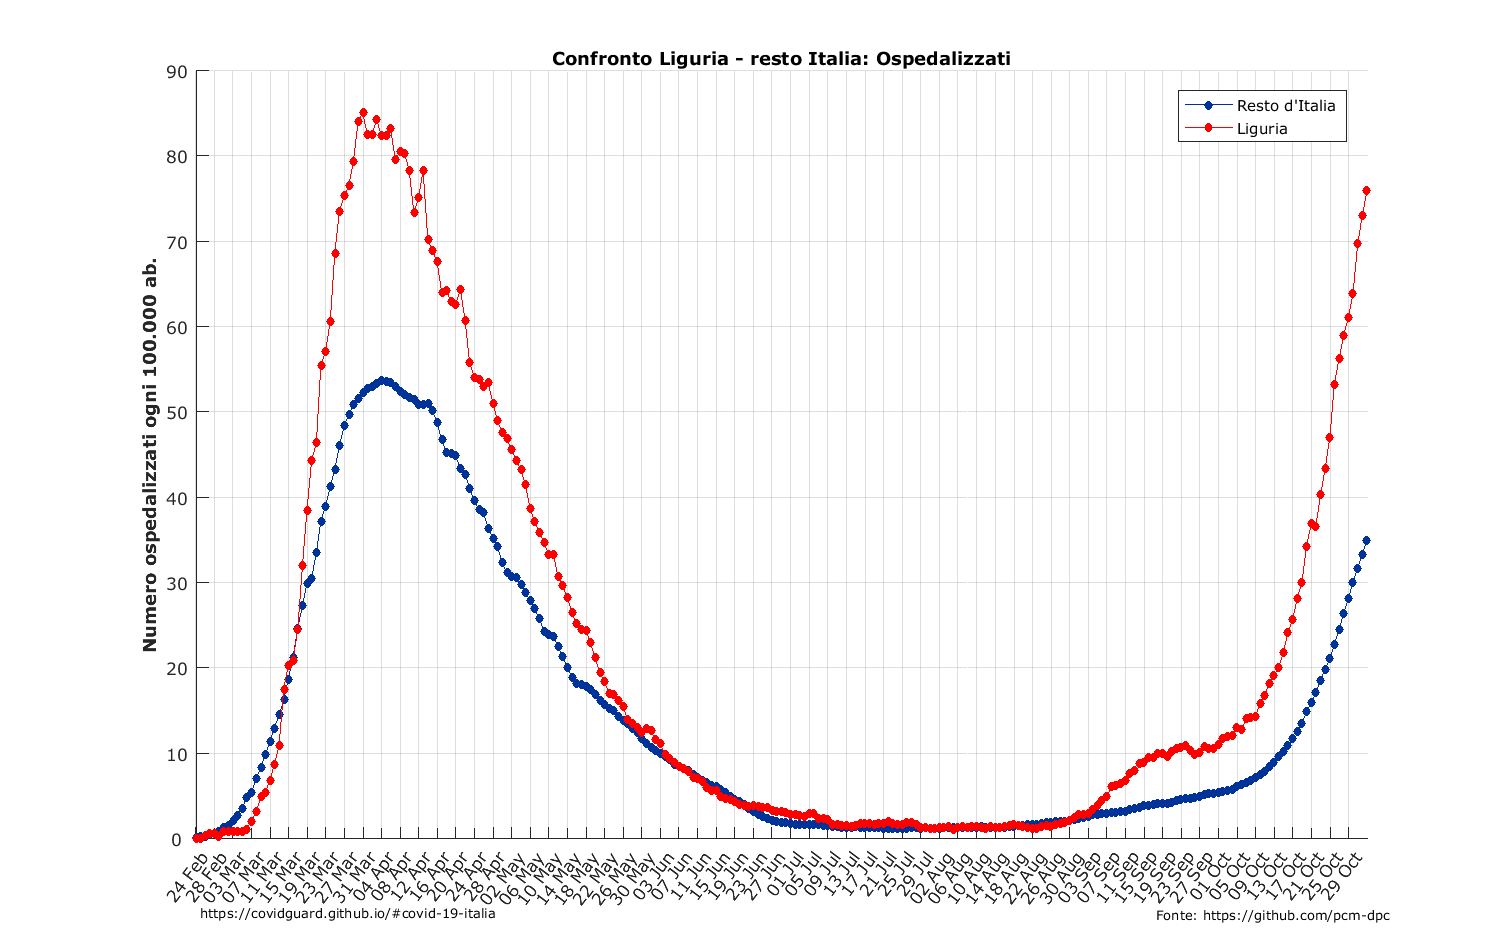 Confronto Liguria - resto Italia: Ospedalizzati
Resto d'Italia
Liguria
Numero ospedalizzati ogni 100.000 ab.
90
80
70
60
50
40
30
20
10
0
24 Feb
28 Feb
03 Mar
07 Mar
11 Mar
15 Mar
19 Mar
23 Mar
27 Mar
31 Mar
04 Apr
08 Apr
12 Apr
16 Apr
20 Apr
24 Apr
28 Apr
02 May
06 May
10 May
14 May
18 May
22 May
26 May
30 May
03 Jun
07 Jun
11 Jun
15 Jun
19 Jun
23 Jun
27 Jun
01 Jul
05 Jul
09 Jul
13 Jul
17 Jul
21 Jul
25 Jul
29 Jul
02 Aug
06 Aug
10 Aug
14 Aug
18 Aug
22 Aug
26 Aug
30 Aug
03 Sep
07 Sep
11 Sep
15 Sep
19 Sep
23 Sep
27 Sep
01 Oct
05 Oct
09 Oct
13 Oct
17 Oct
21 Oct
25 Oct
29 Oct
https://covidguard.github.io/#covid-19-italia
Fonte: https://github.com/pcm-dpc